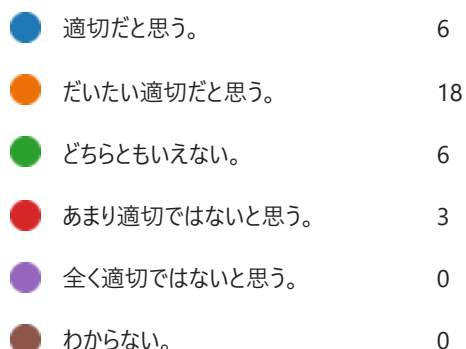 適切だと思う。 6
だいたい適切だと思う。 18
どちらともいえない。 6
あまり適切ではないと思う。 3
全く適切ではないと思う。 0
わからない。 0